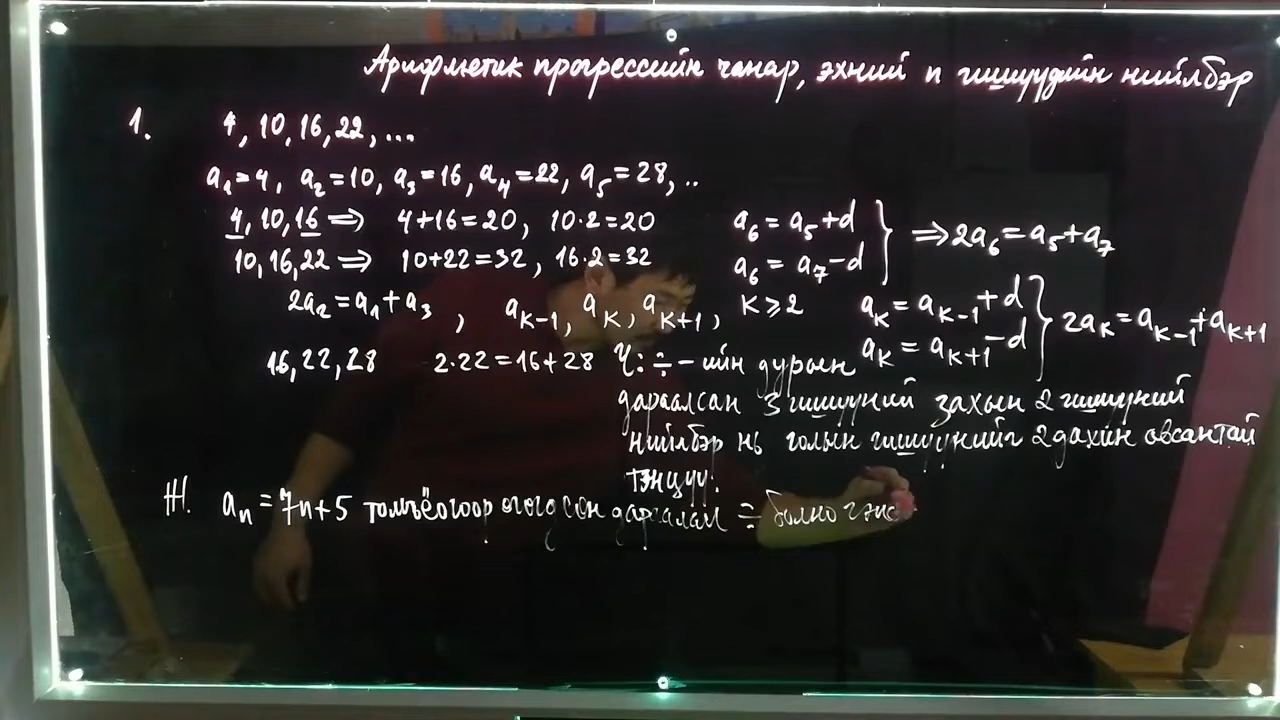 Арифметик прогрессийн чанар, эхний n гишүүдийн нийлбэр
1. 4, 10, 16, 22, ...
a₁=4, a₂=10, a₃=16, a₄=22, a₅=28, ..
4, 10, 16 ⇒ 4+16=20, 10·2=20
10, 16, 22 ⇒ 10+22=32, 16·2=32
a₆ = a₅+d
a₆ = a₇-d } ⇒ 2a₆ = a₅+a₇
2a₂ = a₁+a₃ , aₖ₋₁, aₖ, aₖ₊₁, k⩾2
aₖ = aₖ₋₁+d
aₖ = aₖ₊₁-d } 2aₖ = aₖ₋₁+aₖ₊₁
16, 22, 28 2·22=16+28
Ч: ÷ - ийн дурын
дараалсан 3 гишүүний захын 2 гишүүний
нийлбэр нь голын гишүүнийг 2 дахин авсантай
тэнцүү.
Ж. aₙ = 7n+5 томъёогоор өгөгдсөн дараалал ÷ болно гэж